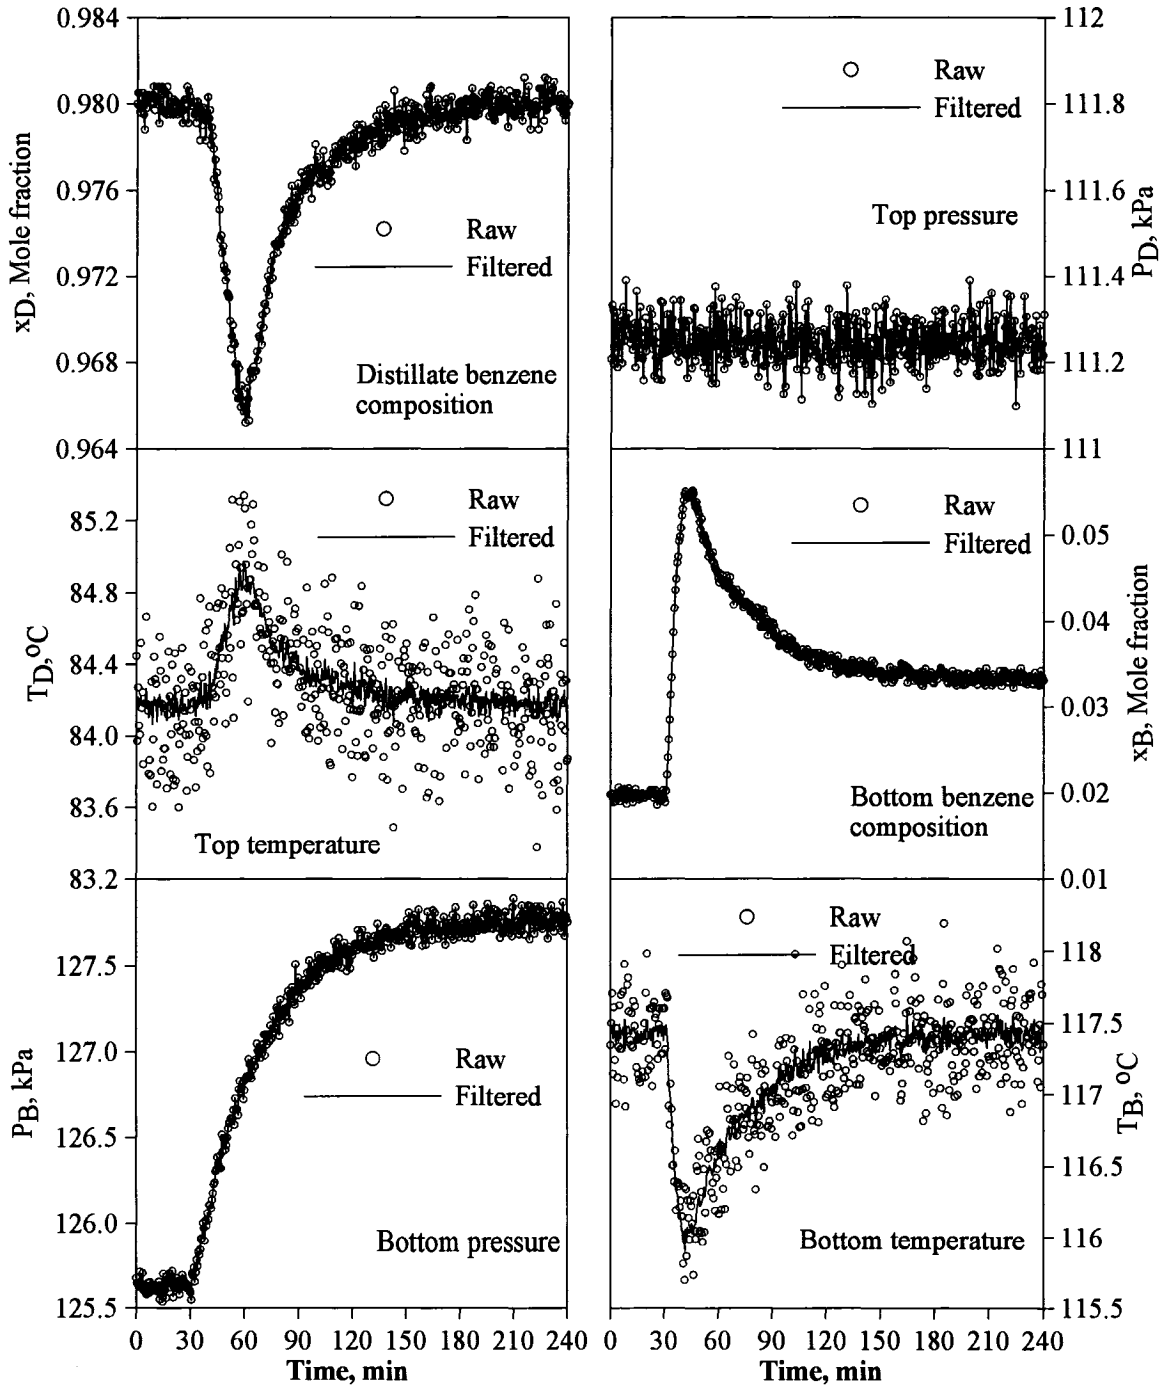 0.984
0.980
0.976
0.972
0.968
0.964
xD, Mole fraction
Raw
Filtered
Distillate benzene
composition
112
111.8
111.6
111.4
111.2
111
PD, kPa
Raw
Filtered
Top pressure
85.2
84.8
84.4
84.0
83.6
83.2
TD, oC
Raw
Filtered
Top temperature
0.05
0.04
0.03
0.02
0.01
xB, Mole fraction
Raw
Filtered
Bottom benzene
composition
127.5
127.0
126.5
126.0
125.5
PB, kPa
Raw
Filtered
Bottom pressure
0 30 60 90 120 150 180 210 240
Time, min
118
117.5
117
116.5
116
115.5
TB, oC
Raw
Filtered
Bottom temperature
0 30 60 90 120 150 180 210 240
Time, min